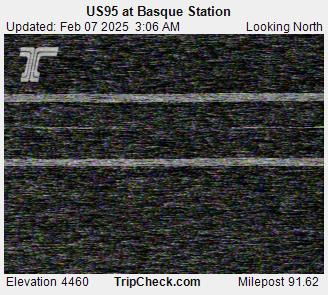 US95 at Basque Station
Updated: Feb 07 2025  3:06 AM Looking North
Elevation 4460 TripCheck.com Milepost 91.62